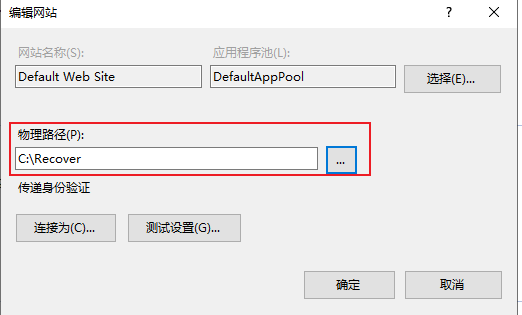 编辑网站
? ×
网站名称(S): 应用程序池(L):
Default Web Site DefaultAppPool 选择(E)...
物理路径(P):
C:\Recover ...
传递身份验证
连接为(C)... 测试设置(G)...
确定 取消